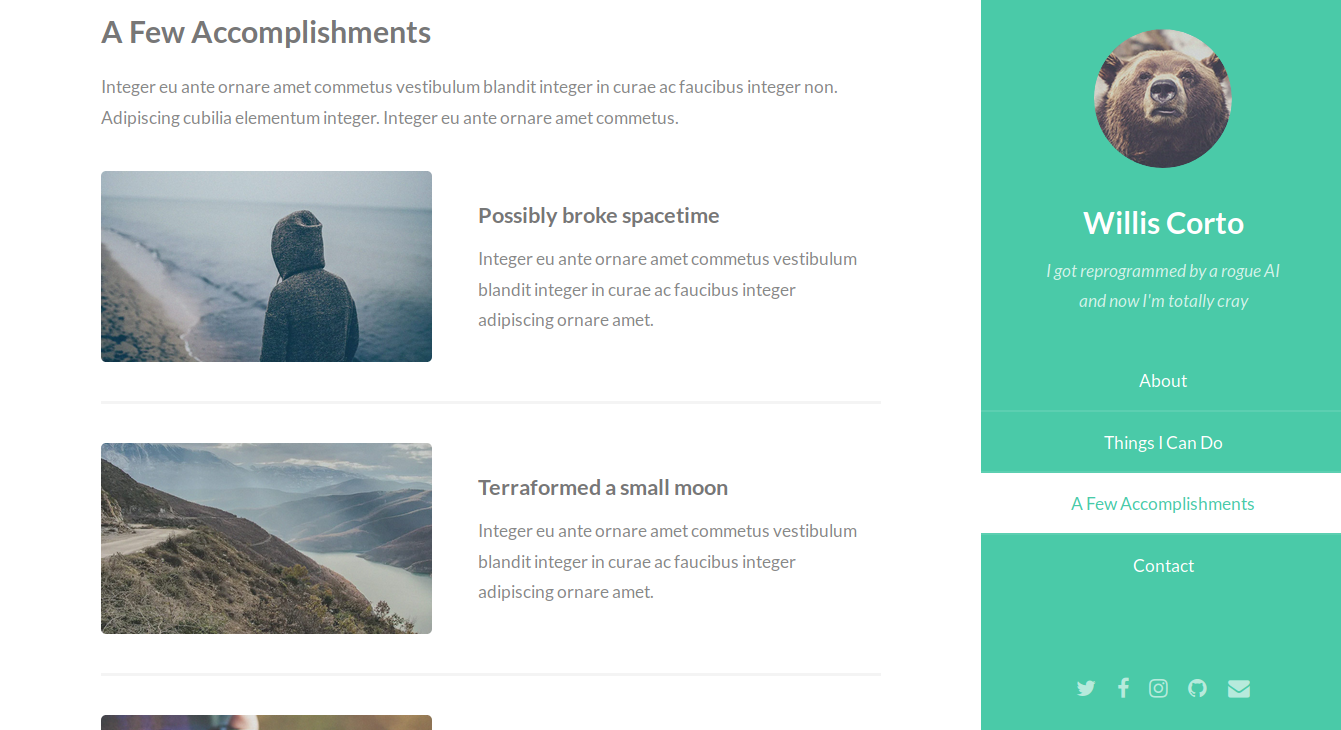 A Few Accomplishments
Integer eu ante ornare amet commetus vestibulum blandit integer in curae ac faucibus integer non.
Adipiscing cubilia elementum integer. Integer eu ante ornare amet commetus.
Possibly broke spacetime
Integer eu ante ornare amet commetus vestibulum
blandit integer in curae ac faucibus integer
adipiscing ornare amet.
Terraformed a small moon
Integer eu ante ornare amet commetus vestibulum
blandit integer in curae ac faucibus integer
adipiscing ornare amet.
Willis Corto
I got reprogrammed by a rogue AI
and now I'm totally cray
About
Things I Can Do
A Few Accomplishments
Contact